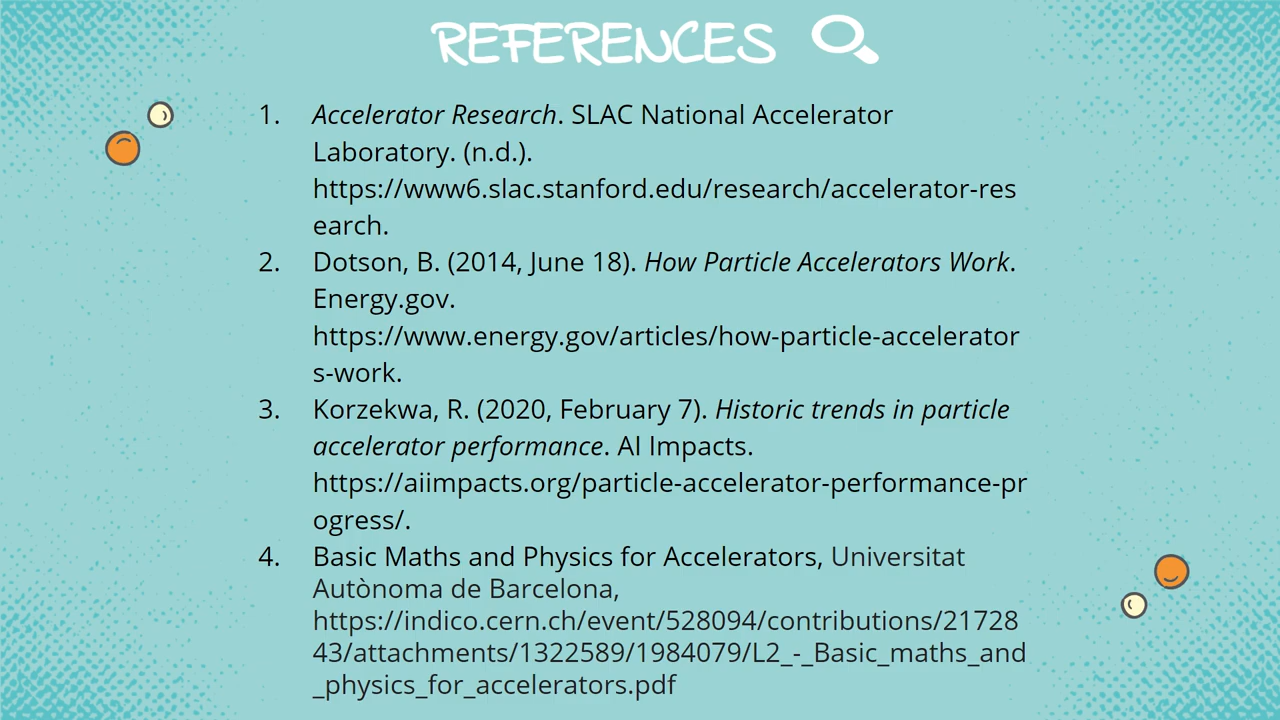 REFERENCES
1. Accelerator Research. SLAC National Accelerator
Laboratory. (n.d.).
https://www6.slac.stanford.edu/research/accelerator-res
earch.
2. Dotson, B. (2014, June 18). How Particle Accelerators Work.
Energy.gov.
https://www.energy.gov/articles/how-particle-accelerator
s-work.
3. Korzekwa, R. (2020, February 7). Historic trends in particle
accelerator performance. AI Impacts.
https://aiimpacts.org/particle-accelerator-performance-pr
ogress/.
4. Basic Maths and Physics for Accelerators, Universitat
Autònoma de Barcelona,
https://indico.cern.ch/event/528094/contributions/21728
43/attachments/1322589/1984079/L2_-_Basic_maths_and
_physics_for_accelerators.pdf